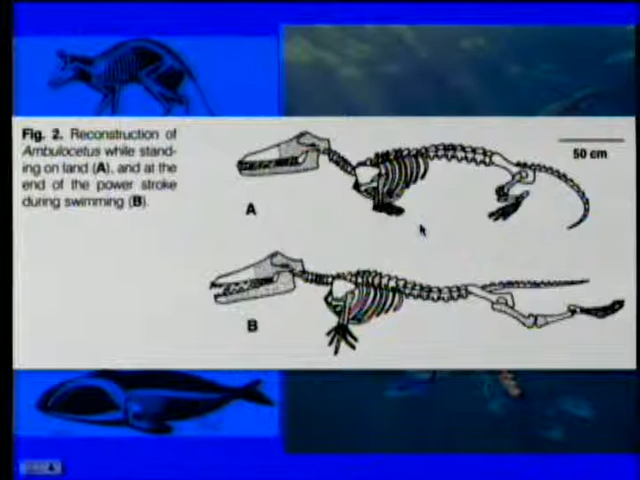 Fig. 2. Reconstruction of
Ambulocetus while stand-
ing on land (A), and at the
end of the power stroke
during swimming (B).
50 cm
A
B